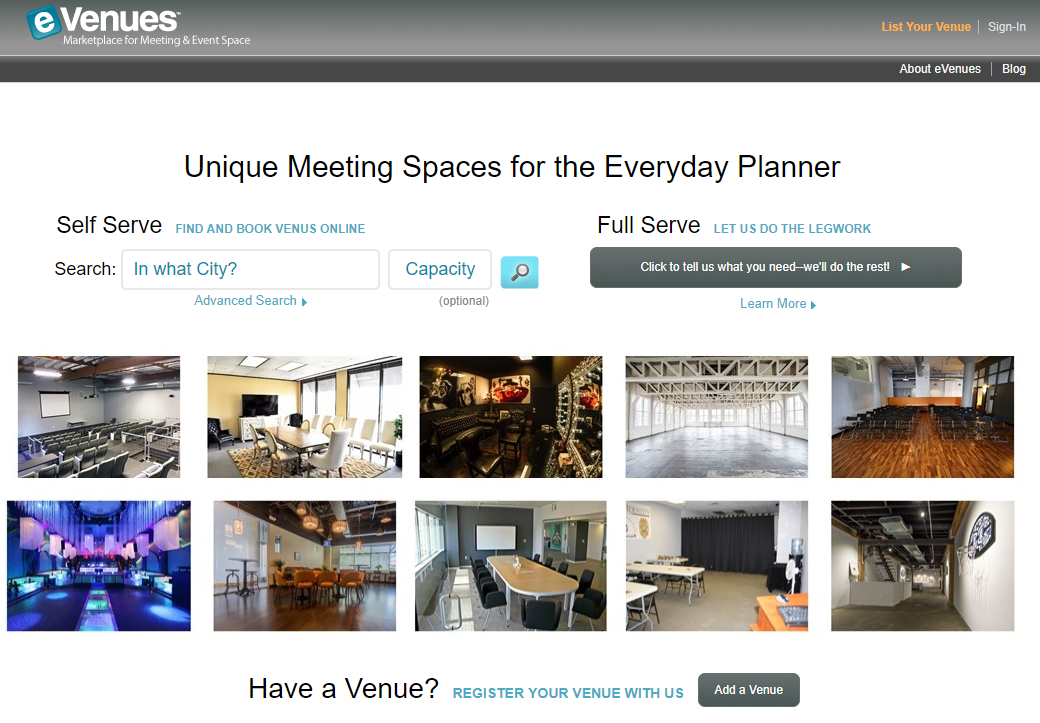 eVenues™
Marketplace for Meeting & Event Space
List Your Venue | Sign-In
About eVenues | Blog
Unique Meeting Spaces for the Everyday Planner
Self Serve FIND AND BOOK VENUS ONLINE
Search: In what City? Capacity
Advanced Search
(optional)
Full Serve LET US DO THE LEGWORK
Click to tell us what you need--we'll do the rest!
Learn More
Have a Venue? REGISTER YOUR VENUE WITH US Add a Venue